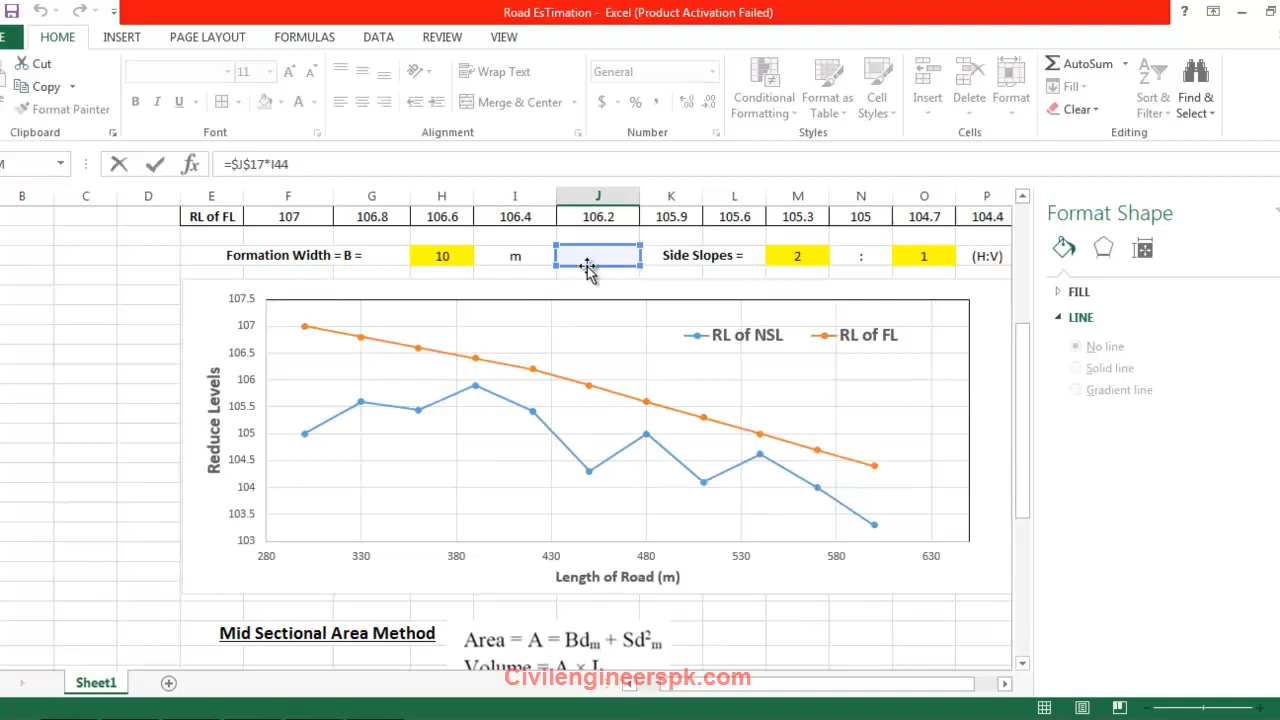 Road EsTimation - Excel (Product Activation Failed)
E HOME INSERT PAGE LAYOUT FORMULAS DATA REVIEW VIEW
Cut
Copy
Format Painter
11
B I U
Wrap Text
Merge & Center
General
$ % ,
Conditional Formatting
Format as Table
Cell Styles
Insert Delete Format
AutoSum
Fill
Clear
Sort & Filter
Find & Select
Clipboard Font Alignment Number Styles Cells Editing
M
fx =$J$17*I44
B C D E F G H I J K L M N O P
RL of FL 107 106.8 106.6 106.4 106.2 105.9 105.6 105.3 105 104.7 104.4
Formation Width = B = 10 m Side Slopes = 2 : 1 (H:V)
107.5
107
106.5
106
105.5
105
104.5
104
103.5
103
Reduce Levels
RL of NSL RL of FL
280 330 380 430 480 530 580 630
Length of Road (m)
Mid Sectional Area Method
Area = A = Bdm + Sd²m
Volume = A × L
Civilengineerspk.com
Sheet1
Format Shape
FILL
LINE
No line
Solid line
Gradient line